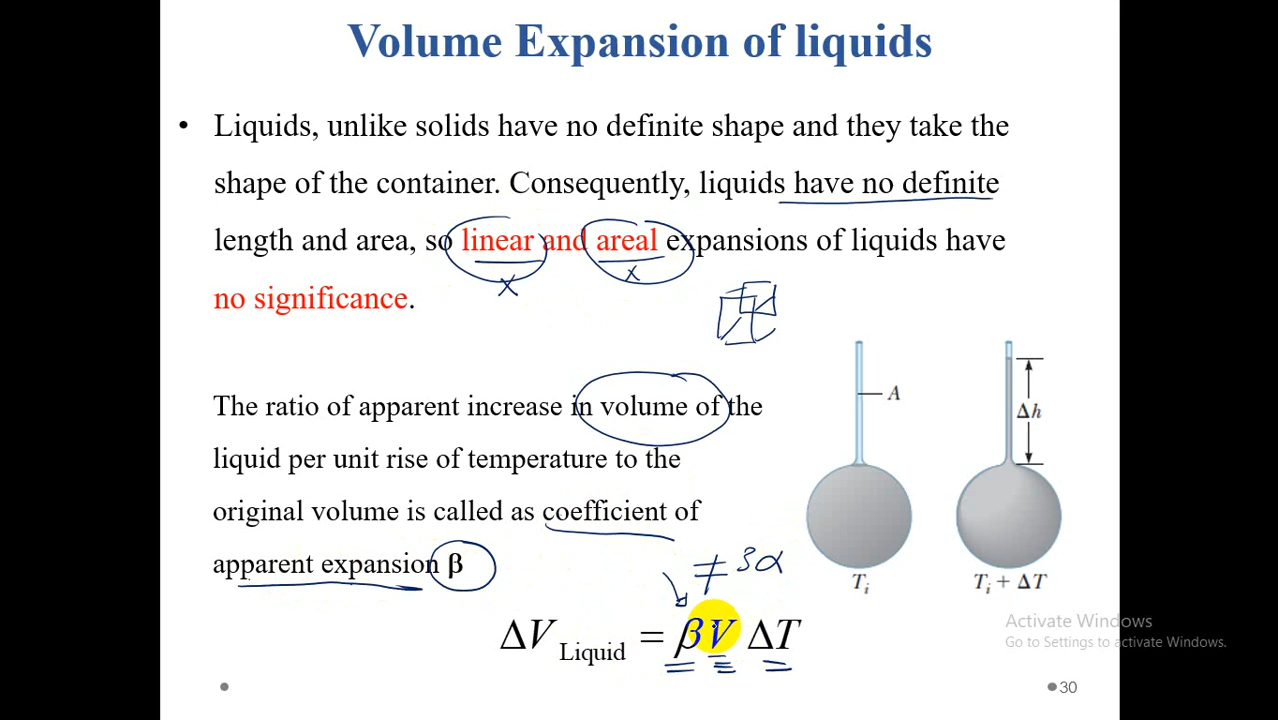 Volume Expansion of liquids
• Liquids, unlike solids have no definite shape and they take the
shape of the container. Consequently, liquids have no definite
length and area, so linear and areal expansions of liquids have
x x
no significance.
The ratio of apparent increase in volume of the
liquid per unit rise of temperature to the
original volume is called as coefficient of
apparent expansion β
≠ 3α
ΔV Liquid = βV ΔT
A
Δh
T_i
T_i + ΔT
Activate Windows
Go to Settings to activate Windows.
30